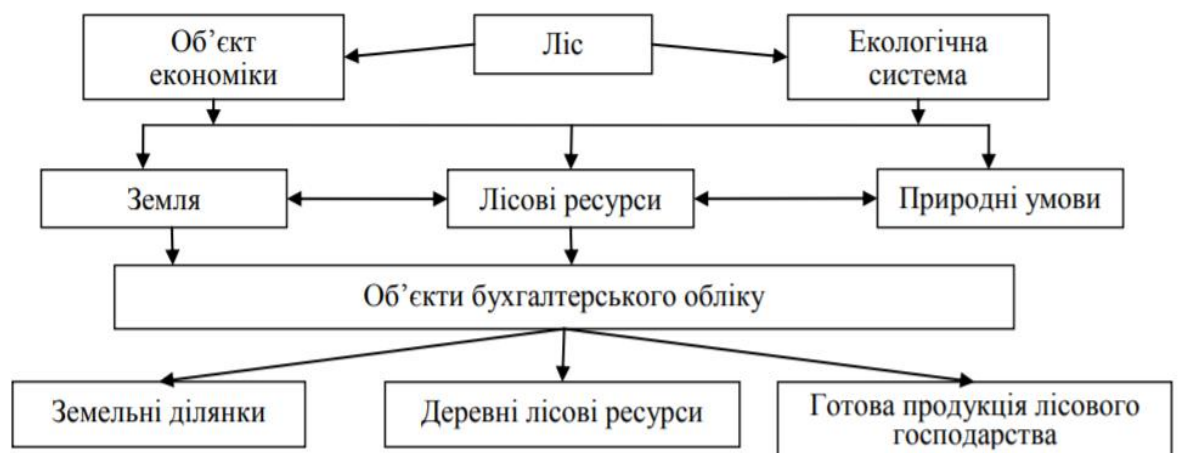 Об’єкт
економіки
Ліс
Екологічна
система
Земля
Лісові ресурси
Природні умови
Об’єкти бухгалтерського обліку
Земельні ділянки
Деревні лісові ресурси
Готова продукція лісового
господарства